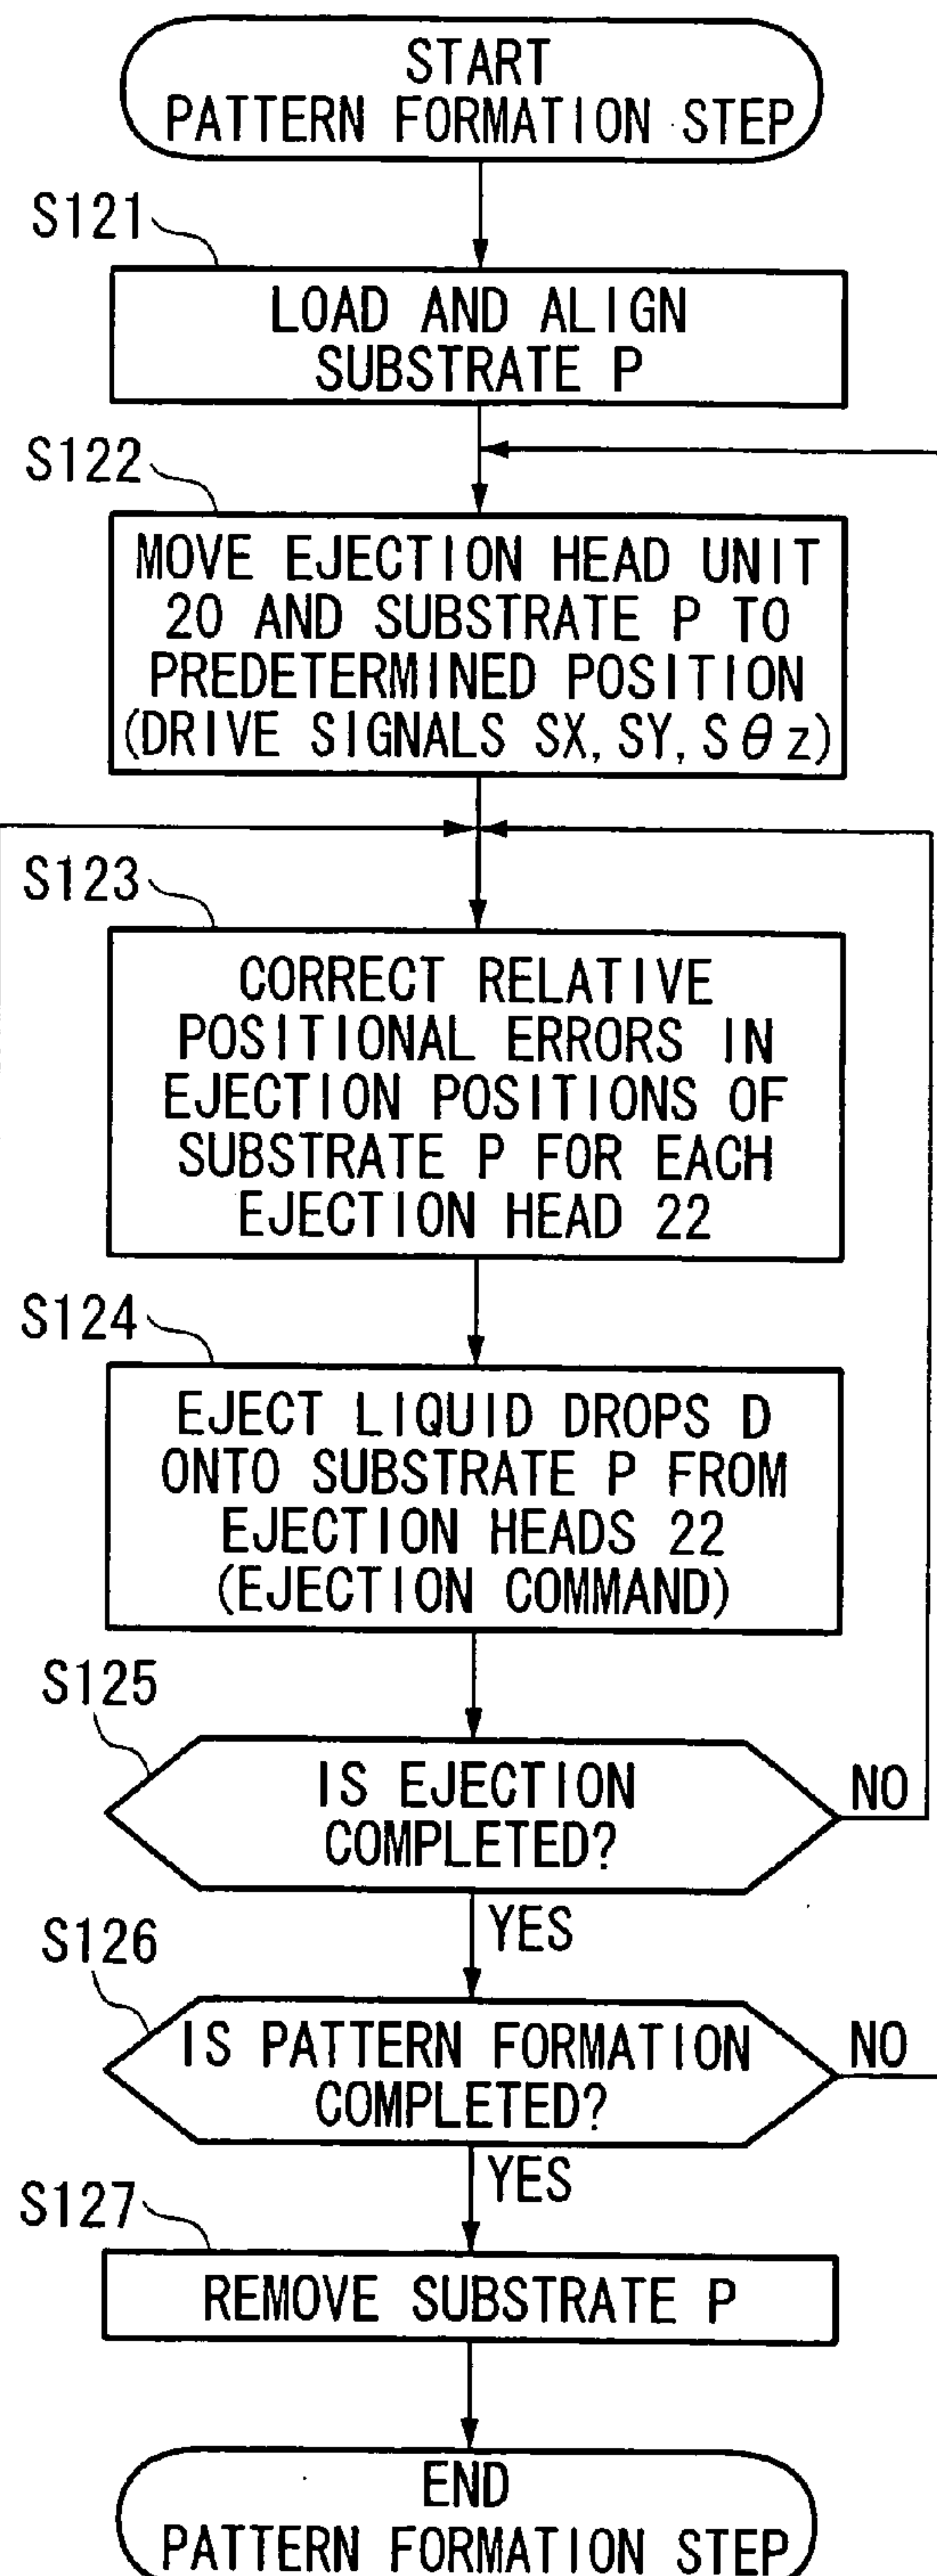 START
PATTERN FORMATION STEP
S121
LOAD AND ALIGN
SUBSTRATE P
S122
MOVE EJECTION HEAD UNIT
20 AND SUBSTRATE P TO
PREDETERMINED POSITION
(DRIVE SIGNALS SX, SY, Sθz)
S123
CORRECT RELATIVE
POSITIONAL ERRORS IN
EJECTION POSITIONS OF
SUBSTRATE P FOR EACH
EJECTION HEAD 22
S124
EJECT LIQUID DROPS D
ONTO SUBSTRATE P FROM
EJECTION HEADS 22
(EJECTION COMMAND)
S125
IS EJECTION
COMPLETED?
NO
YES
S126
IS PATTERN FORMATION
COMPLETED?
NO
YES
S127
REMOVE SUBSTRATE P
END
PATTERN FORMATION STEP